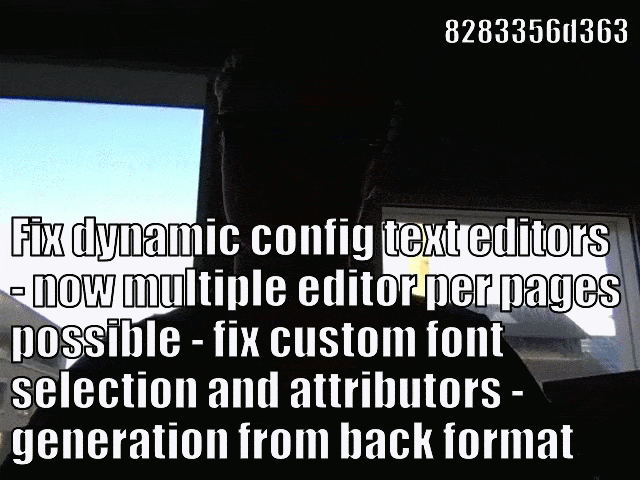 8283356d363
Fix dynamic config text editors
- now multiple editor per pages
possible - fix custom font
selection and attributors -
generation from back format